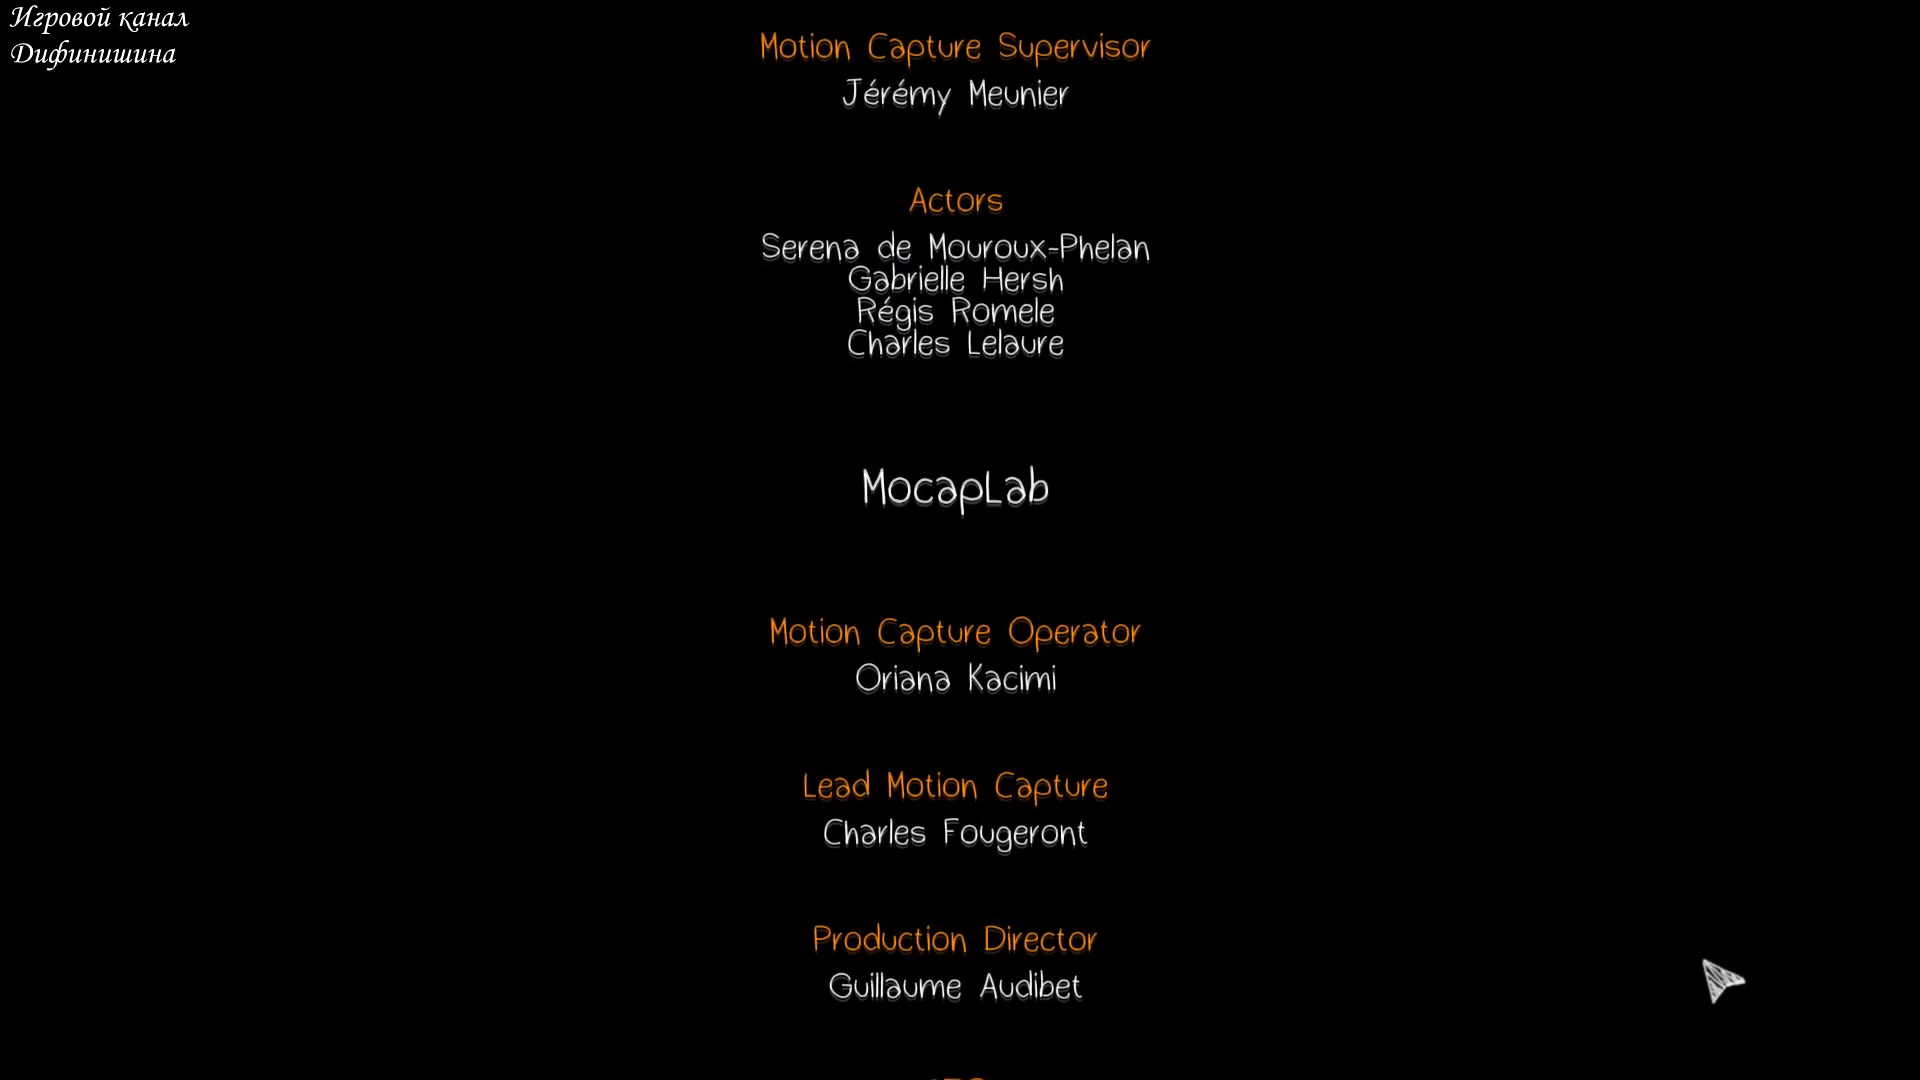 Игровой канал
Дифинишина
Motion Capture Supervisor
Jérémy Meunier
Actors
Serena de Mouroux-Phelan
Gabrielle Hersh
Régis Romele
Charles Lelaure
MocapLab
Motion Capture Operator
Oriana Kacimi
Lead Motion Capture
Charles Fougeront
Production Director
Guillaume Audibet